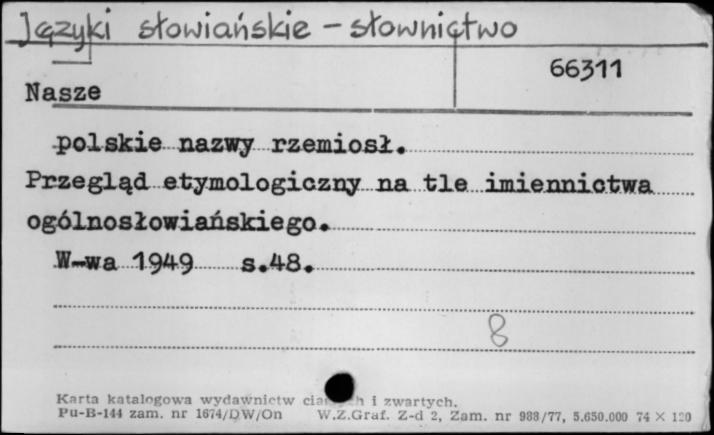 Języki słowiańskie – słownictwo
66311
Nasze
polskie nazwy rzemiosł.
Przegląd etymologiczny na tle imiennictwa
ogólnosłowiańskiego.
W-wa 1949 s.48.
8
Karta katalogowa wydawnictw i zwartych.
Pu-B-144 zam. nr 1674/DW/On W.Z.Graf. Z-d 2, Zam. nr 988/77, 5.650.000 74 × 120